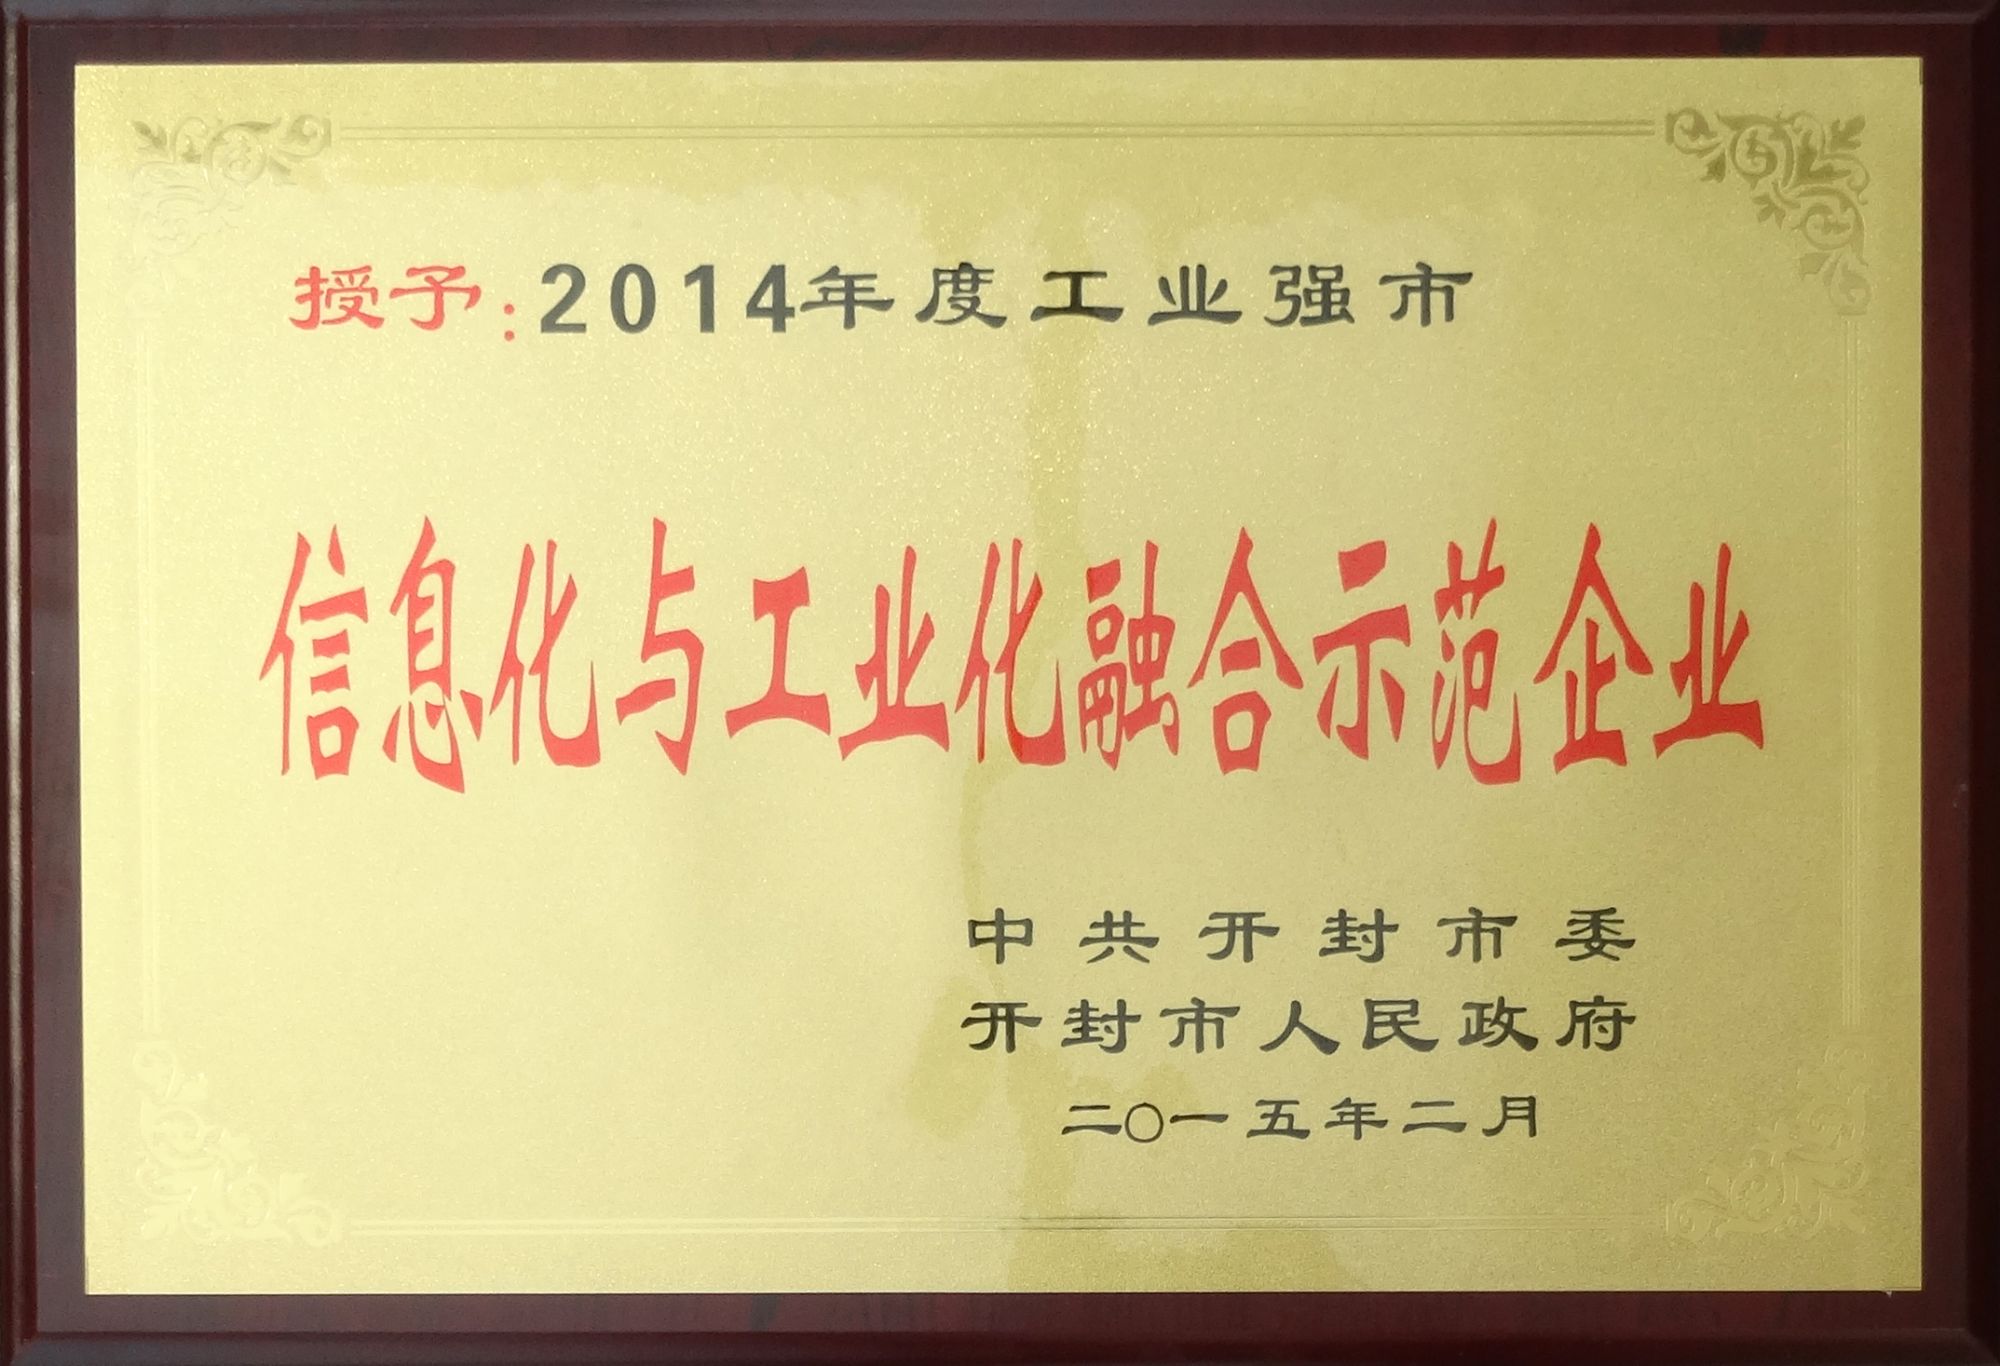 授予:2014年度工业强市
信息化与工业化融合示范企业
中共开封市委
开封市人民政府
二〇一五年二月